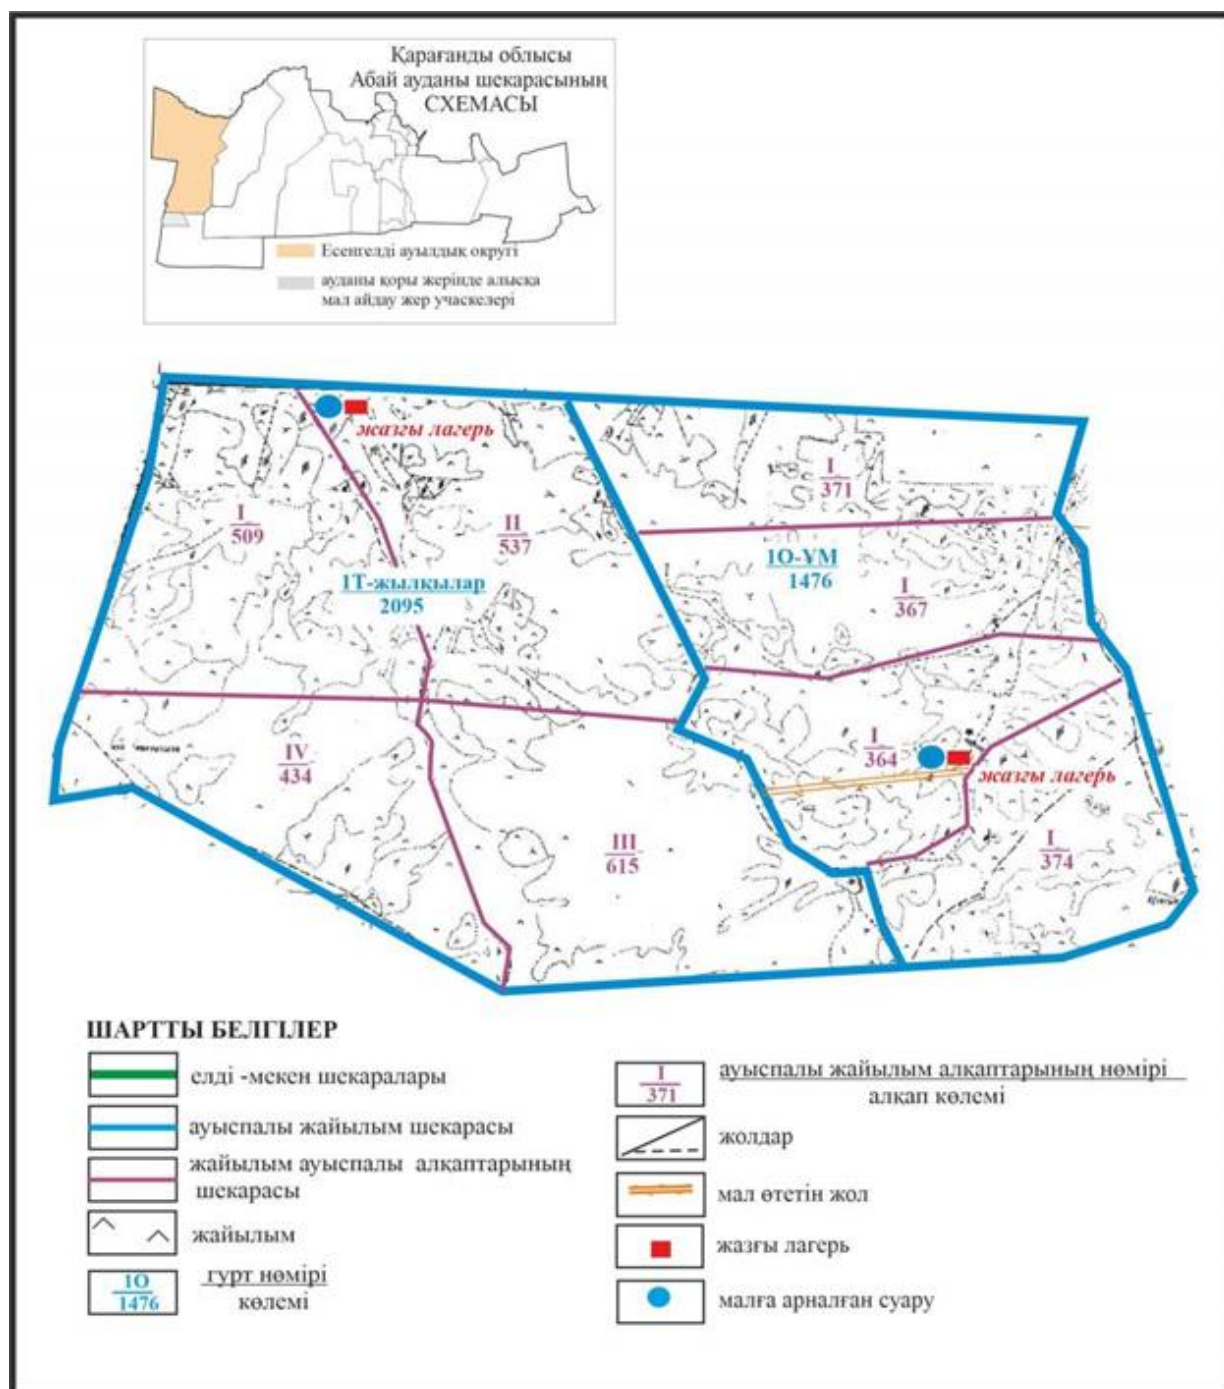 Қарағанды облысы
Абай ауданы шекарасының
СХЕМАСЫ
Есенгелді ауылдық округі
ауданы қоры жерінде алысқа
мал айдау жер учаскелері
жазғы лагерь
I
371
I
509
II
537
1О-ҰМ
1476
1Т-жылқылар
2095
I
367
IV
434
I
364
жазғы лагерь
III
615
I
374
ШАРТТЫ БЕЛГІЛЕР
елді -мекен шекаралары
ауыспалы жайылым шекарасы
жайылым ауыспалы алқаптарының
шекарасы
жайылым
1О
1476
гурт нөмірі
көлемі
I
371
ауыспалы жайылым алқаптарының нөмірі
алқап көлемі
жолдар
мал өтетін жол
жазғы лагерь
малға арналған суару